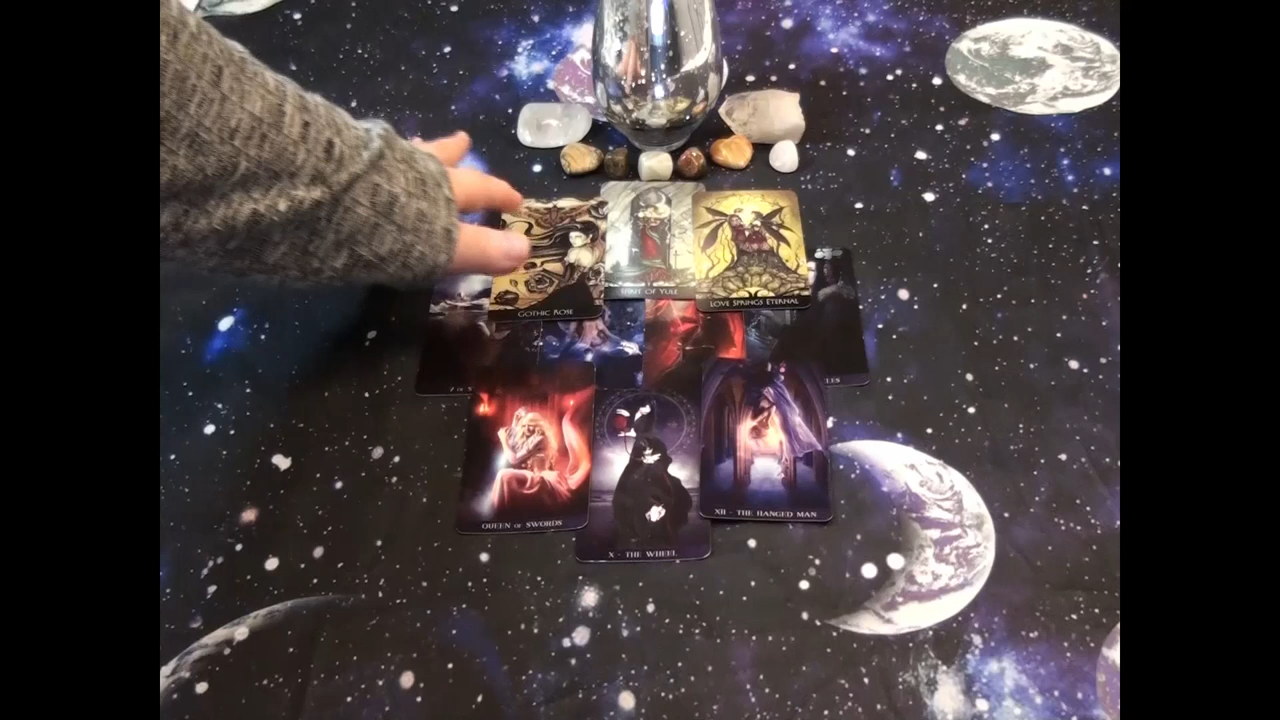 GOTHIC ROSE
SPIRIT OF YULE
LOVE SPRINGS ETERNAL
QUEEN OF SWORDS
X - THE WHEEL
XII - THE HANGED MAN